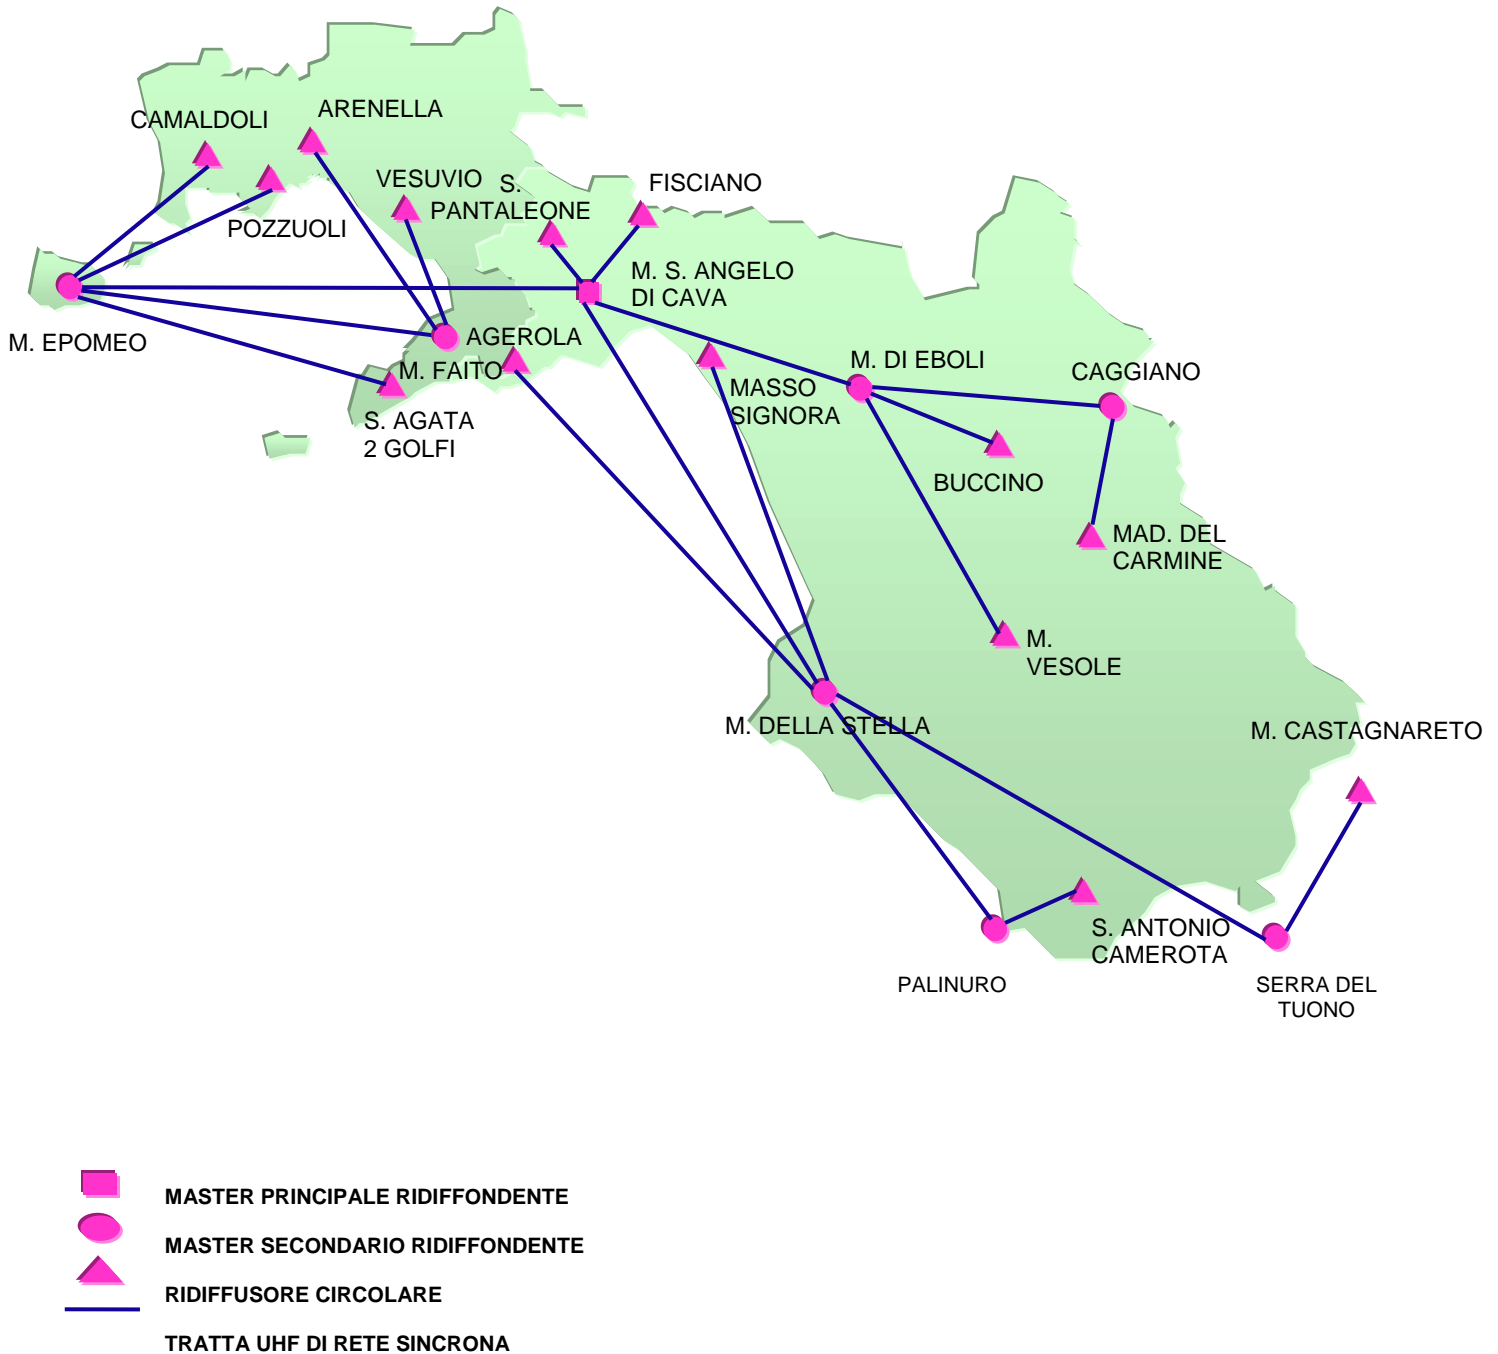 ARENELLA
CAMALDOLI
VESUVIO
S.
PANTALEONE
FISCIANO
POZZUOLI
M. S. ANGELO
DI CAVA
M. EPOMEO
AGEROLA
M. FAITO
S. AGATA
2 GOLFI
MASSO
SIGNORA
M. DI EBOLI
CAGGIANO
BUCCINO
MAD. DEL
CARMINE
M.
VESOLE
M. DELLA STELLA
M. CASTAGNARETO
S. ANTONIO
CAMEROTA
PALINURO
SERRA DEL
TUONO
MASTER PRINCIPALE RIDIFFONDENTE
MASTER SECONDARIO RIDIFFONDENTE
RIDIFFUSORE CIRCOLARE
TRATTA UHF DI RETE SINCRONA